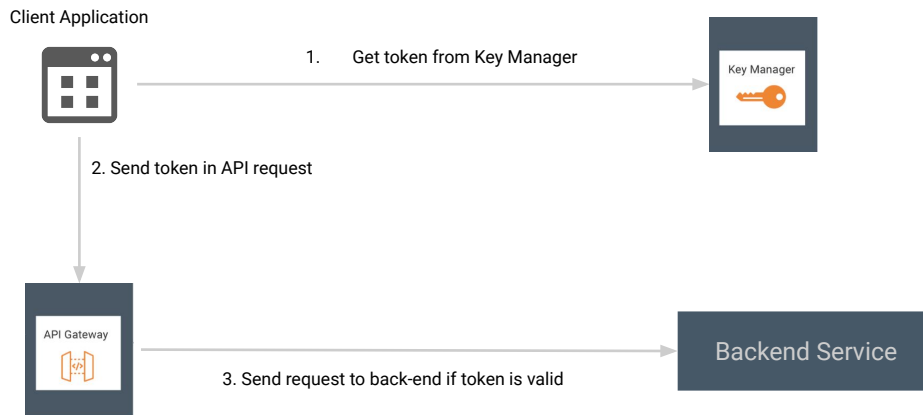 Client Application
1. Get token from Key Manager
Key Manager
2. Send token in API request
API Gateway
</>
Backend Service
3. Send request to back-end if token is valid